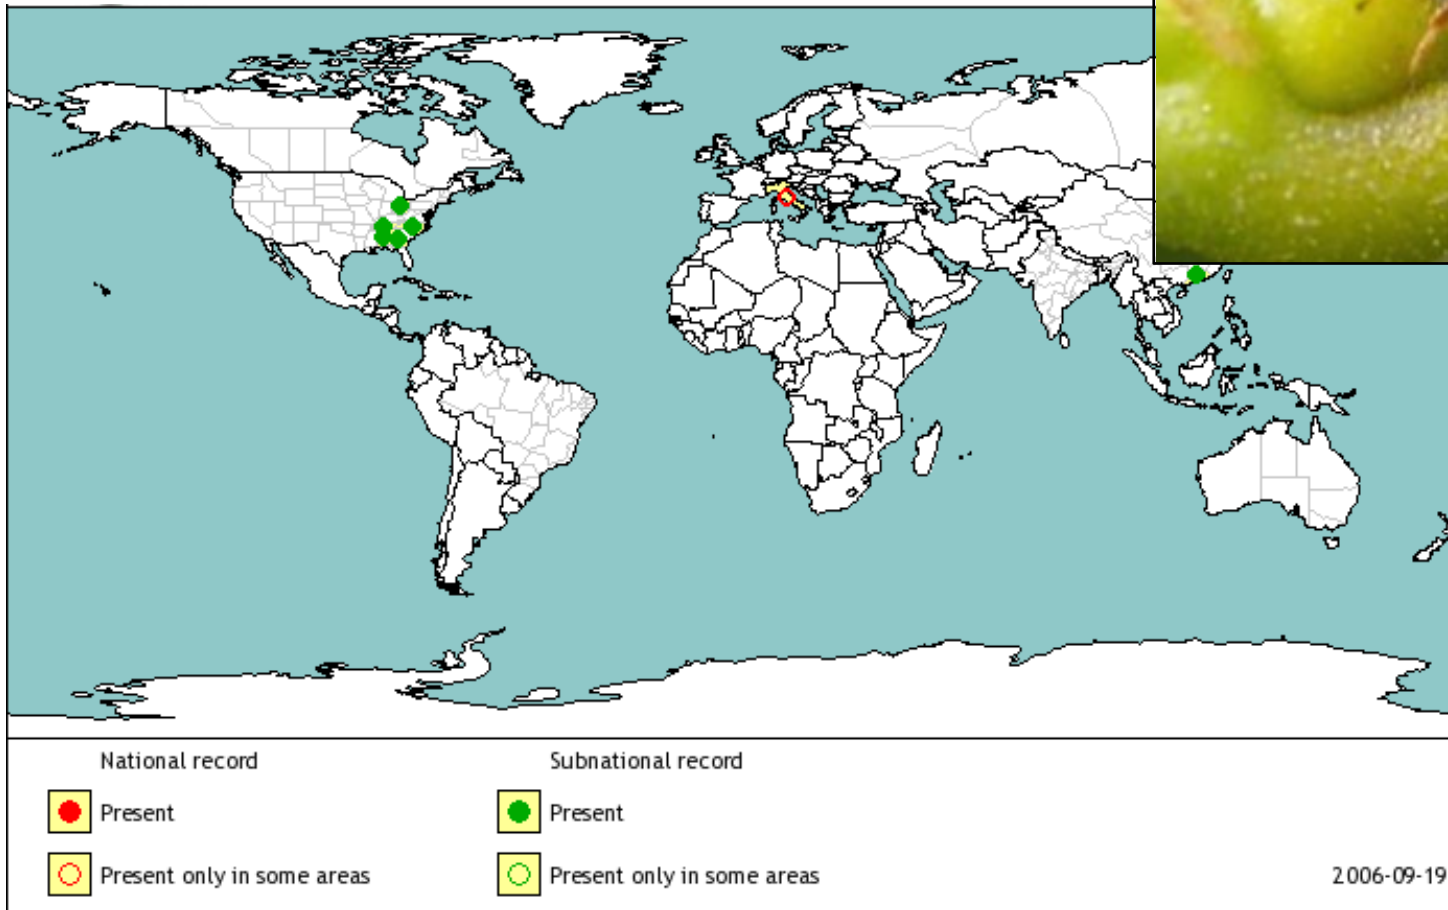 National record
Subnational record
Present
Present
Present only in some areas
Present only in some areas
2006-09-19